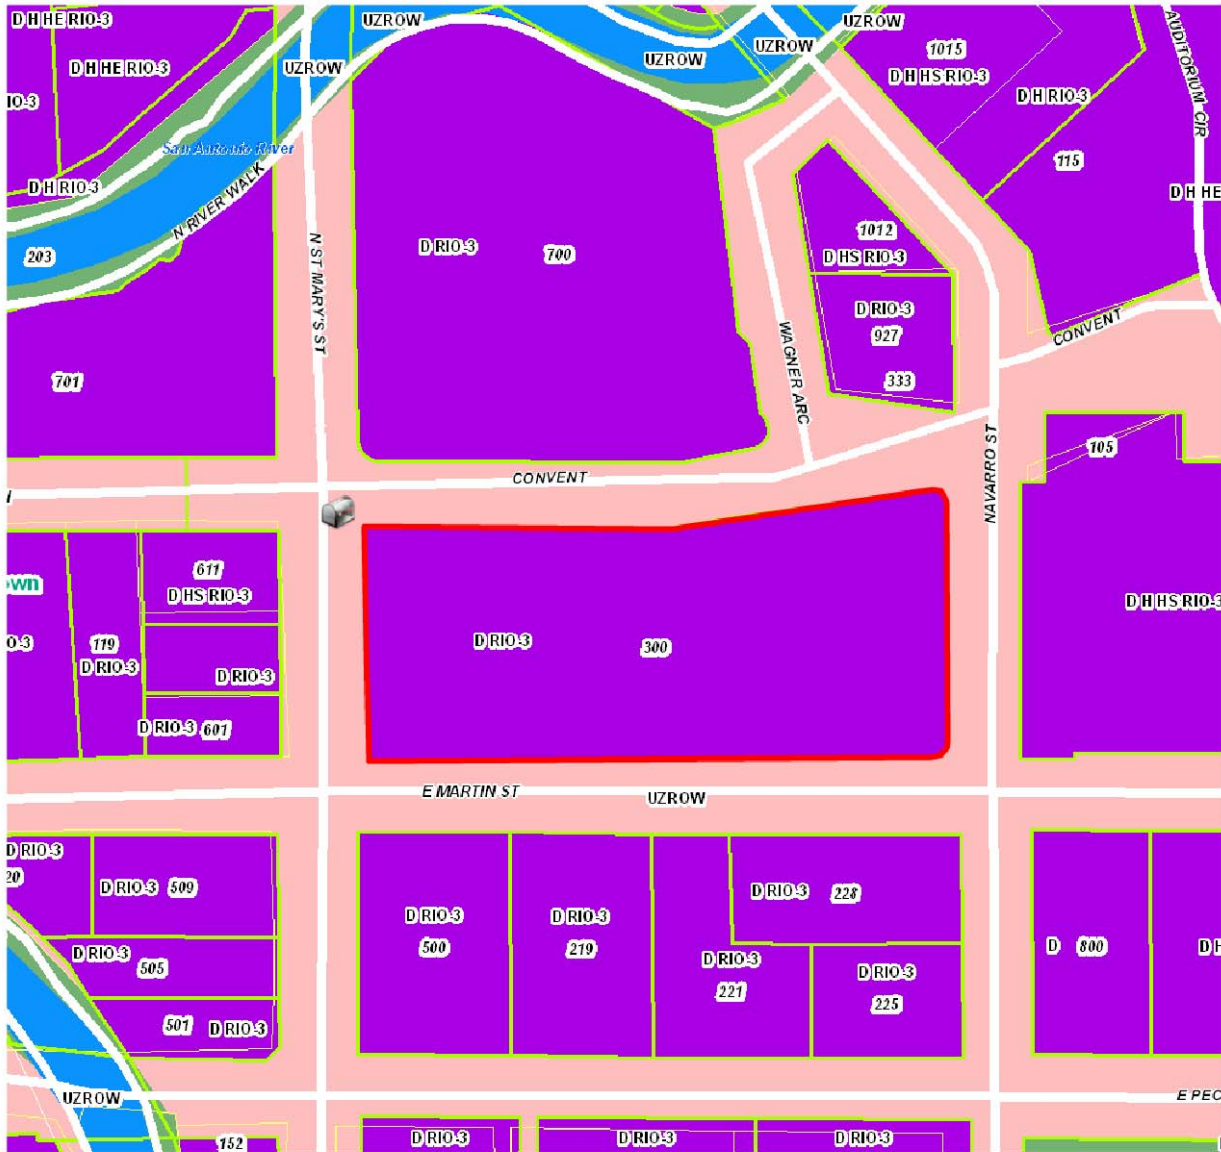 D H HE RIO-3
UZROW
UZROW
1015
D H HE RIO-3
UZROW
UZROW
UZROW
D H HS RIO-3
AUDITORIUM CIR
IO-3
D H RIO-3
San Antonio River
115
D H RIO-3
D H HE
N RIVER WALK
203
1012
N ST MARY'S ST
D RIO-3
700
D HS RIO-3
D RIO-3
927
WAGNER ARC
CONVENT
701
333
NAVARRO ST
105
CONVENT
611
own
D HS RIO-3
D H HS RIO-3
O-3
119
D RIO-3
300
D RIO-3
D RIO-3
D RIO-3
601
E MARTIN ST
UZROW
D RIO-3
20
D RIO-3
509
D RIO-3
228
D RIO-3
500
D RIO-3
219
D RIO-3
505
D RIO-3
221
D RIO-3
225
D
800
D H
501
D RIO-3
UZROW
E PEC
152
D RIO-3
D RIO-3
D RIO-3